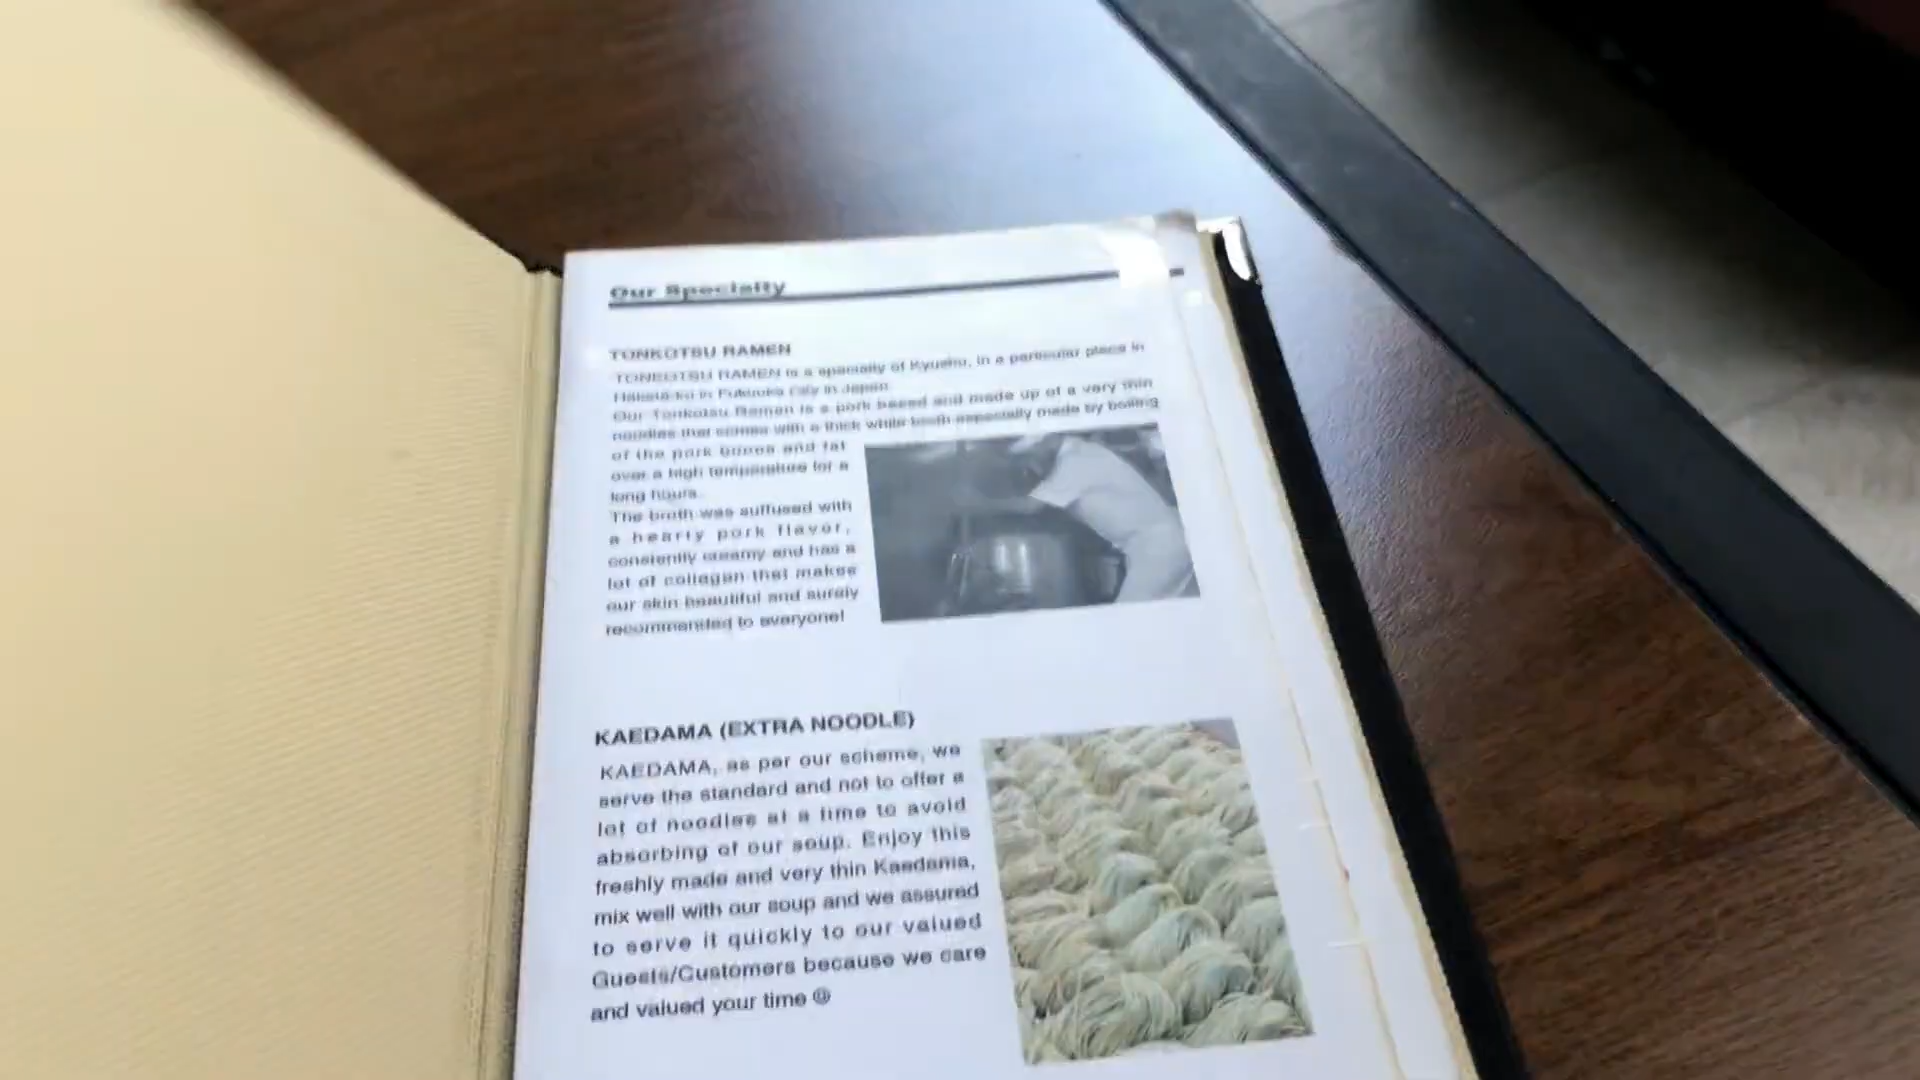 Our Specialty
TONKOTSU RAMEN
TONKOTSU RAMEN is a specialty of Kyushu, in a particular place in
Hakata-ku in Fukuoka City in Japan.
Our Tonkotsu Ramen is a pork based and made up of a very thin
noodles that comes with a thick white broth especially made by boiling
of the pork bones and fat
over a high temperature for a
long hours.
The broth was suffused with
a hearty pork flavor,
consistently creamy and has a
lot of collagen that makes
our skin beautiful and surely
recommended to everyone!
KAEDAMA (EXTRA NOODLE)
KAEDAMA, as per our scheme, we
serve the standard and not to offer a
lot of noodles at a time to avoid
absorbing of our soup. Enjoy this
freshly made and very thin Kaedama,
mix well with our soup and we assured
to serve it quickly to our valued
Guests/Customers because we care
and valued your time ☺